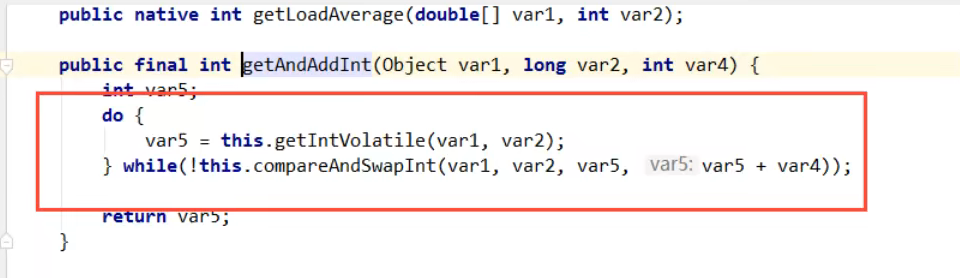 public native int getLoadAverage(double[] var1, int var2);
public final int getAndAddInt(Object var1, long var2, int var4) {
int var5;
do {
var5 = this.getIntVolatile(var1, var2);
} while(!this.compareAndSwapInt(var1, var2, var5, var5: var5 + var4));
return var5;
}